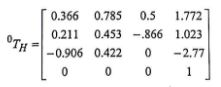 0.366 0.785 0.5 1.772
0.211 0.453 -.866 1.023
⁰T_H =
-0.906 0.422 0 -2.77
0 0 0 1